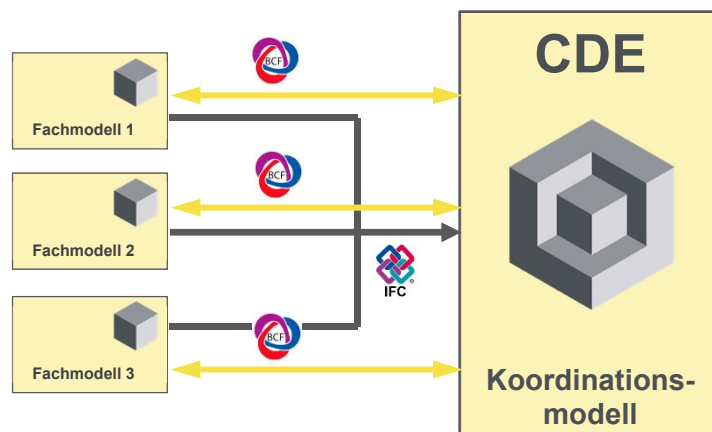 BCF
Fachmodell 1
BCF
Fachmodell 2
IFC
BCF
Fachmodell 3
CDE
Koordinations-
modell